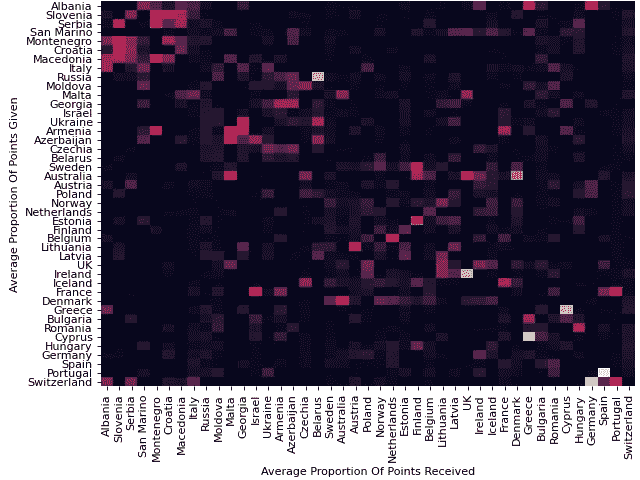 Average Proportion Of Points Given
Albania
Slovenia
Serbia
San Marino
Montenegro
Croatia
Macedonia
Italy
Russia
Moldova
Malta
Georgia
Israel
Ukraine
Armenia
Azerbaijan
Czechia
Belarus
Sweden
Australia
Austria
Poland
Norway
Netherlands
Estonia
Finland
Belgium
Lithuania
Latvia
UK
Ireland
Iceland
France
Denmark
Greece
Bulgaria
Romania
Cyprus
Hungary
Germany
Spain
Portugal
Switzerland
Albania
Slovenia
Serbia
San Marino
Montenegro
Croatia
Macedonia
Italy
Russia
Moldova
Malta
Georgia
Israel
Ukraine
Armenia
Azerbaijan
Czechia
Belarus
Sweden
Australia
Austria
Poland
Norway
Netherlands
Estonia
Finland
Belgium
Lithuania
Latvia
UK
Ireland
Iceland
France
Denmark
Greece
Bulgaria
Romania
Cyprus
Hungary
Germany
Spain
Portugal
Switzerland
Average Proportion Of Points Received